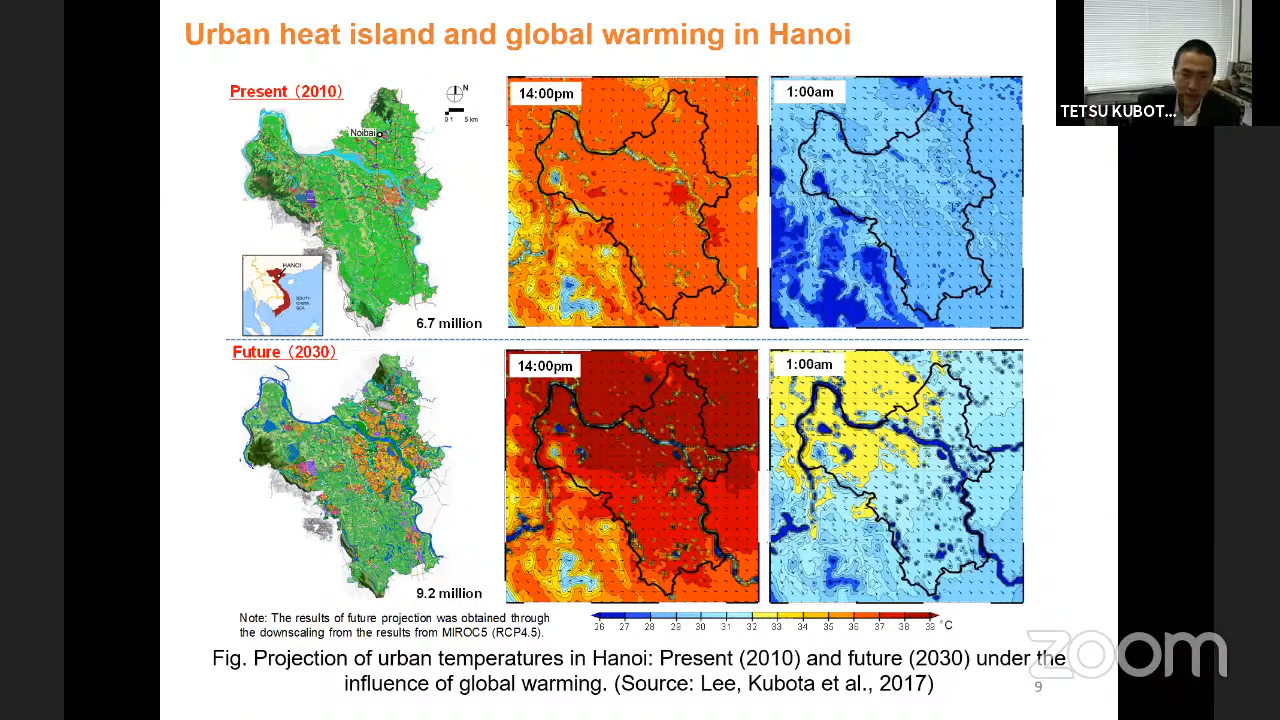 Urban heat island and global warming in Hanoi
TETSU KUBOT...
Present (2010)
N
0 1 5 km
Noibai
14:00pm
1:00am
HANOI
SOUTH
CHINA
SEA
6.7 million
Future (2030)
14:00pm
1:00am
9.2 million
Note: The results of future projection was obtained through
the downscaling from the results from MIROC5 (RCP4.5).
26 27 28 29 30 31 32 33 34 35 36 37 38 39 °C
Fig. Projection of urban temperatures in Hanoi: Present (2010) and future (2030) under the
influence of global warming. (Source: Lee, Kubota et al., 2017)
9
zoom